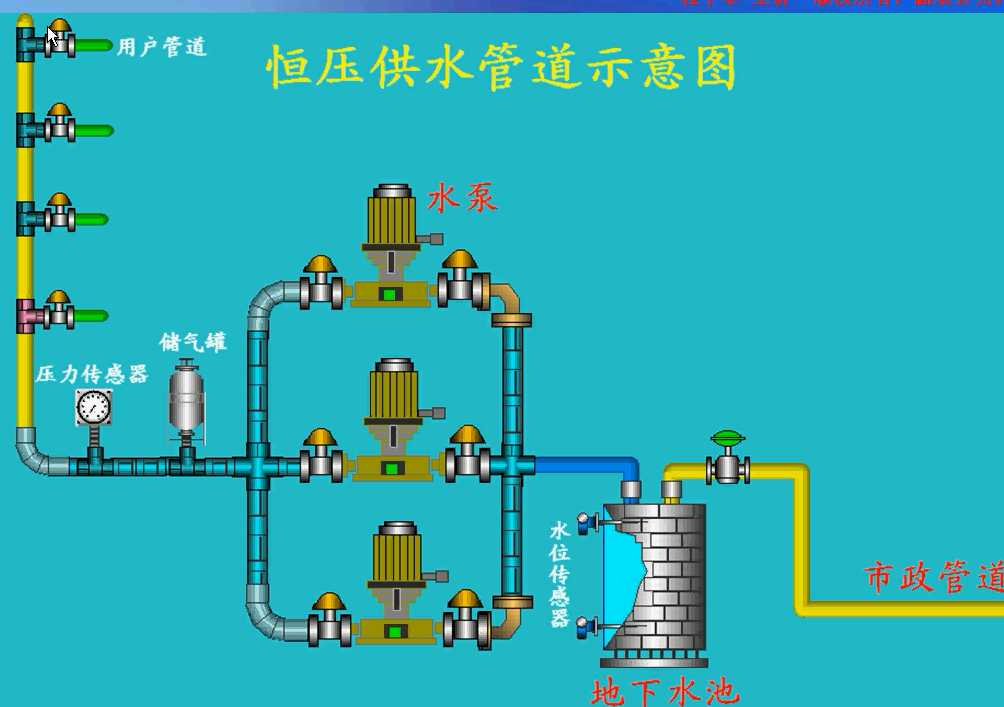 用户管道
恒压供水管道示意图
水泵
储气罐
压力传感器
水位传感器
市政管道
地下水池